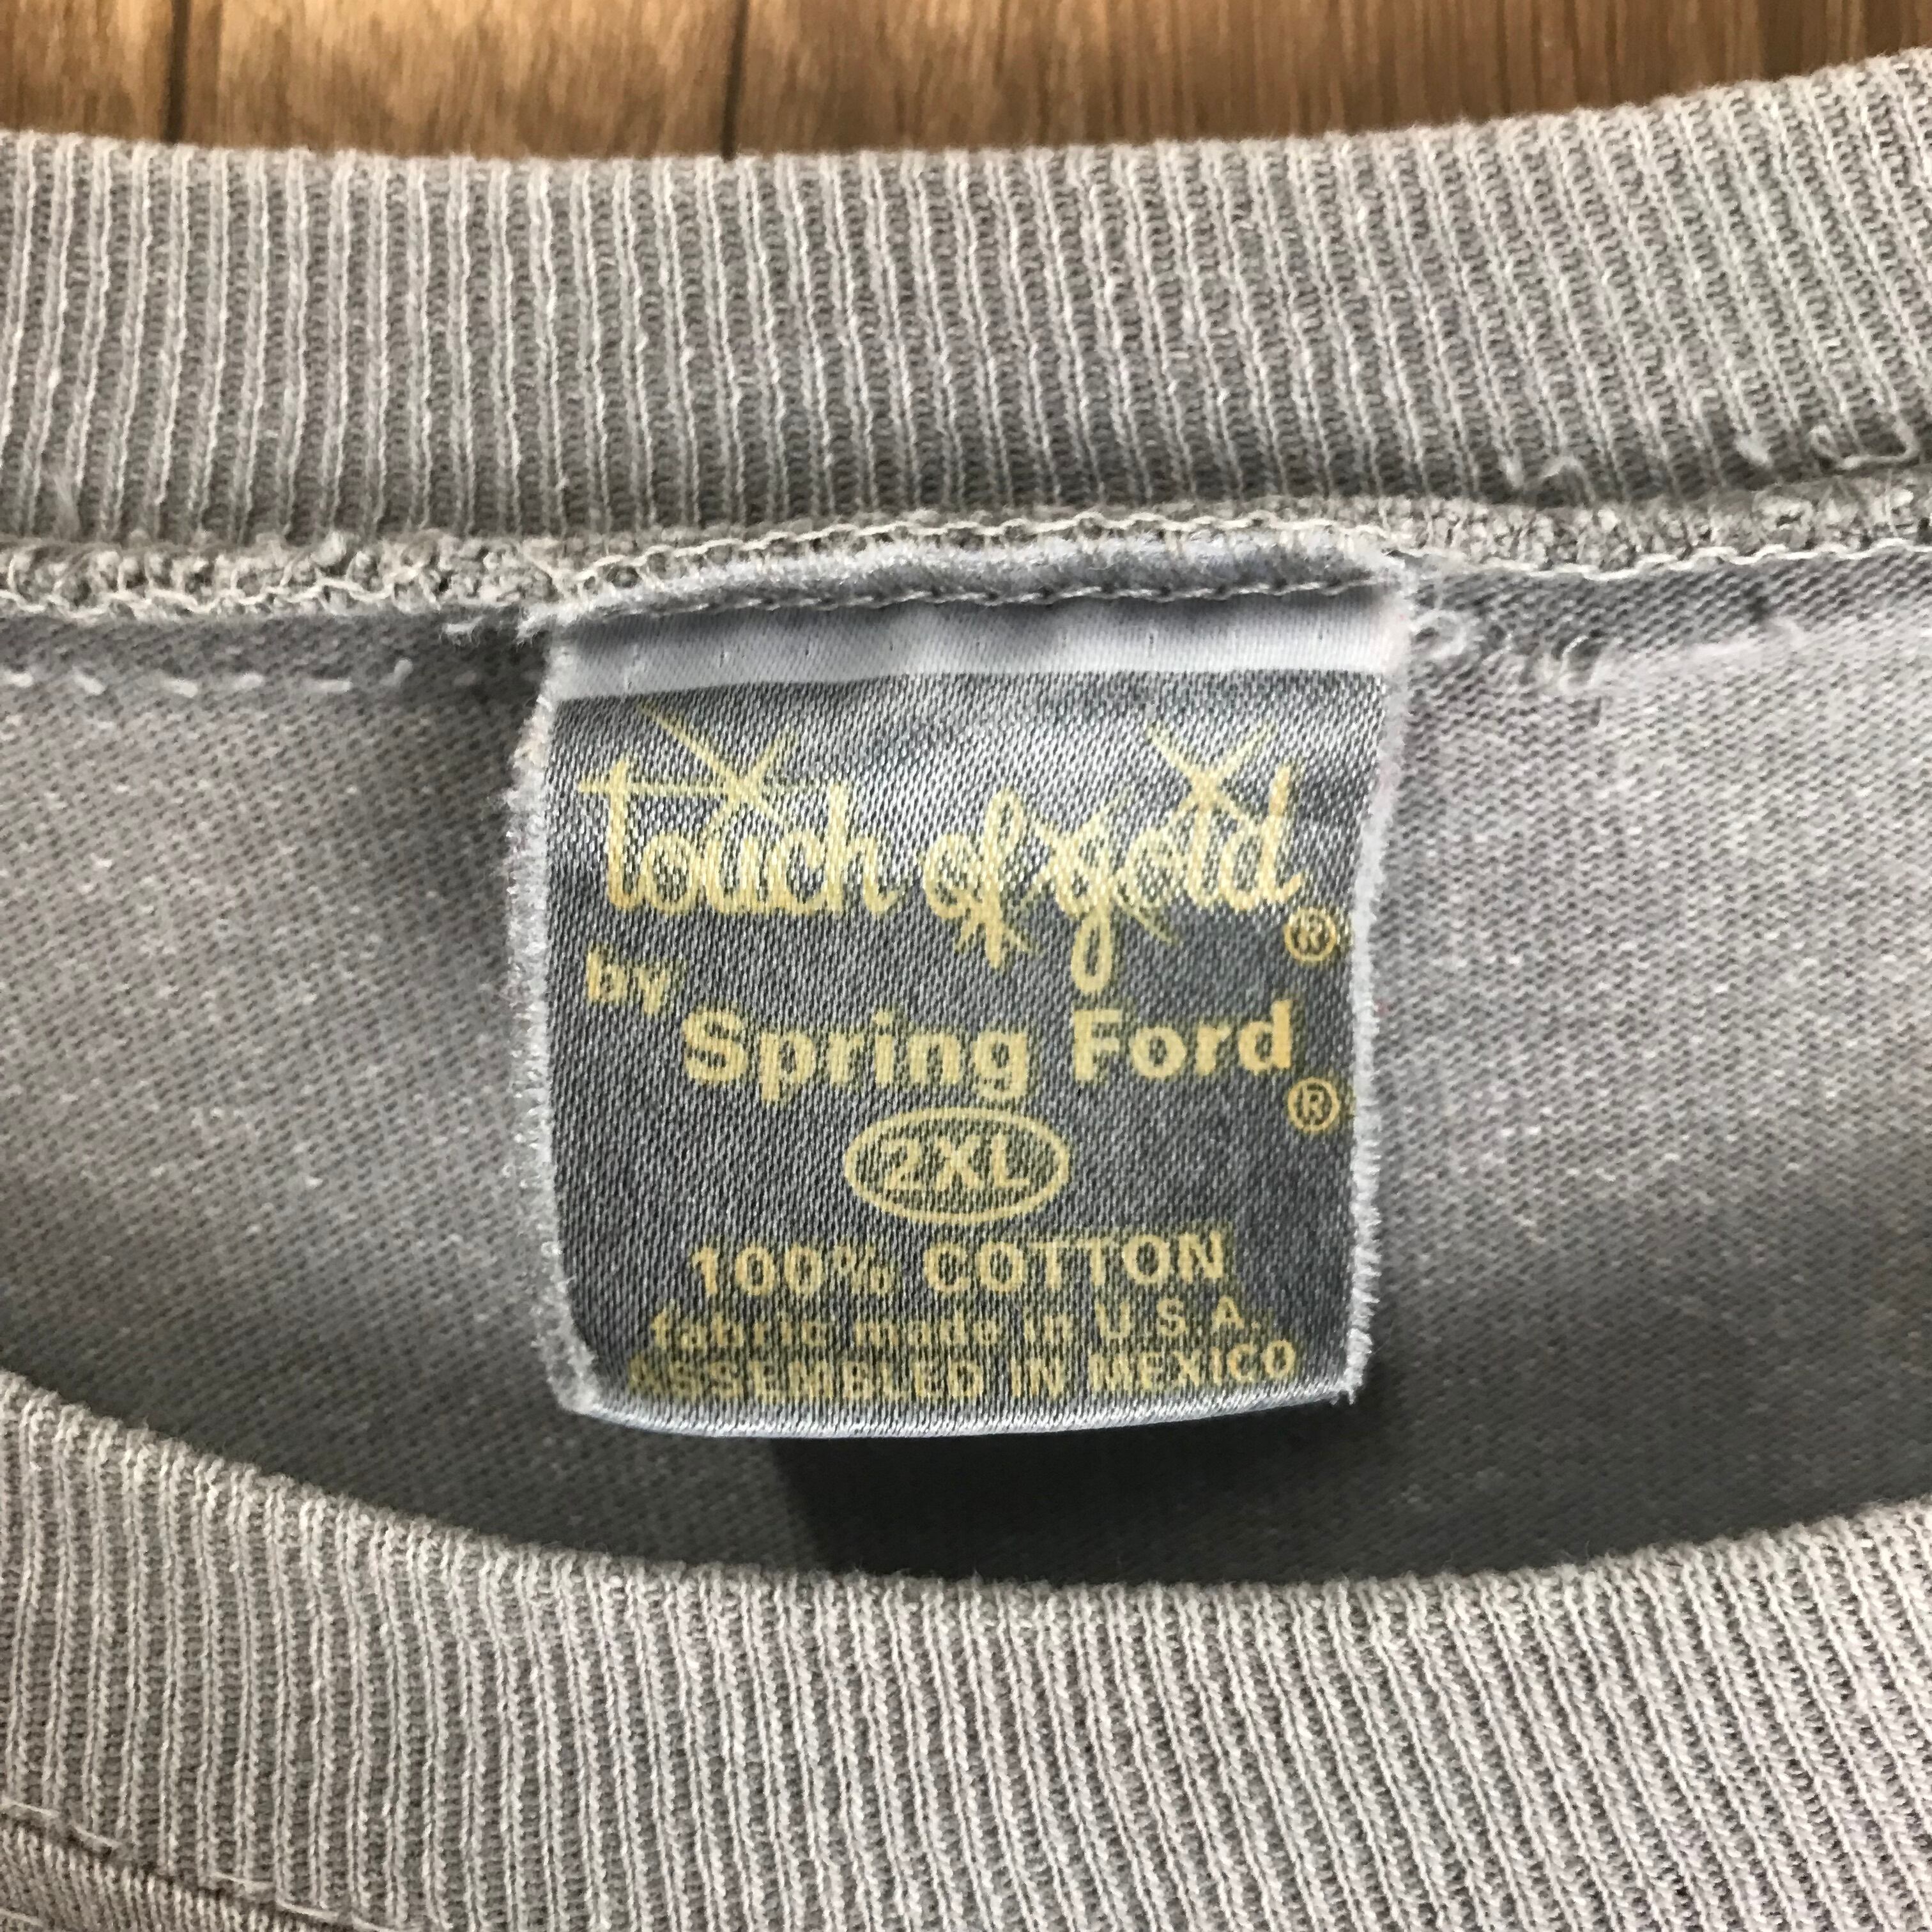 touch of gold ®
by
Spring Ford ®
2XL
100% COTTON
fabric made in U.S.A.
ASSEMBLED IN MEXICO